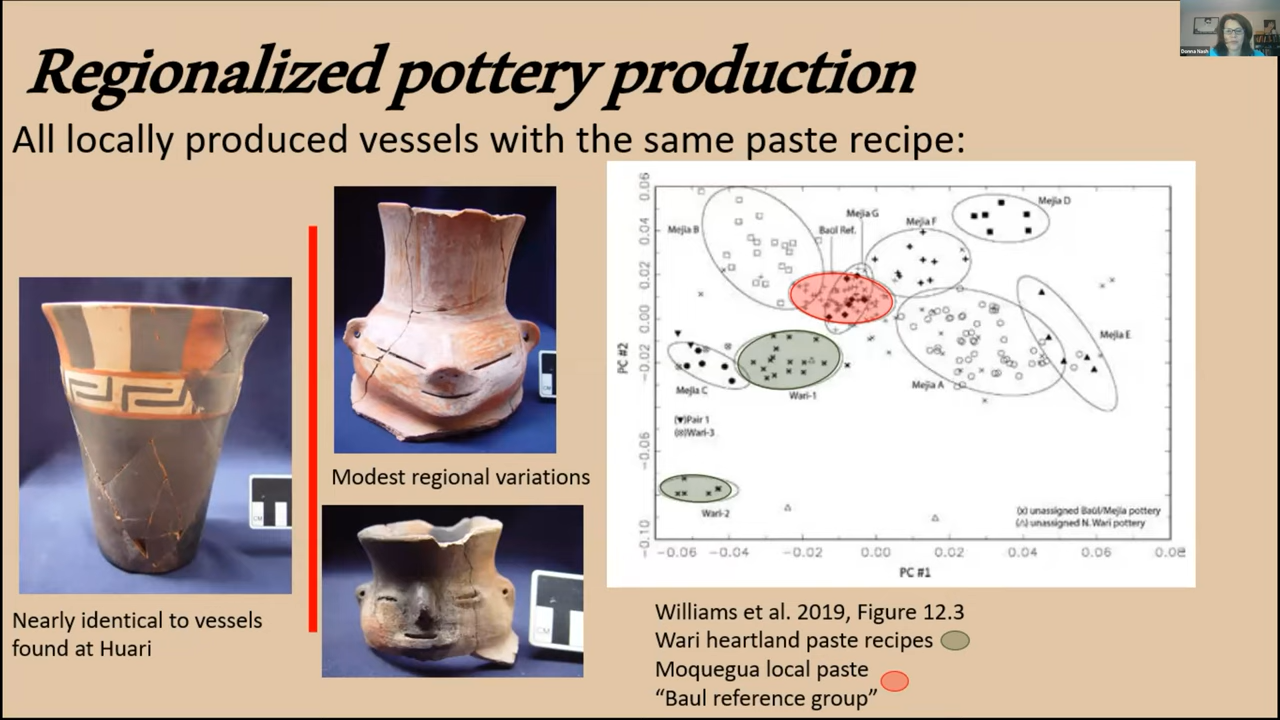 Donna Nash
Regionalized pottery production
All locally produced vessels with the same paste recipe:
Nearly identical to vessels
found at Huari
CM
CM
Modest regional variations
CM
0.06
0.04
0.02
0.00
-0.02
-0.06
-0.10
PC #2
Mejia B
Mejia G
Baúl Ref.
Mejia F
Mejia D
Mejia E
Mejia A
Mejia C
Wari-1
(▼)Pair 1
(⊗)Wari-3
Wari-2
(x) unassigned Baúl/Mejia pottery
(△) unassigned N. Wari pottery
-0.06
-0.04
-0.02
0.00
0.02
0.04
0.06
0.08
PC #1
Williams et al. 2019, Figure 12.3
Wari heartland paste recipes
Moquegua local paste
“Baul reference group”